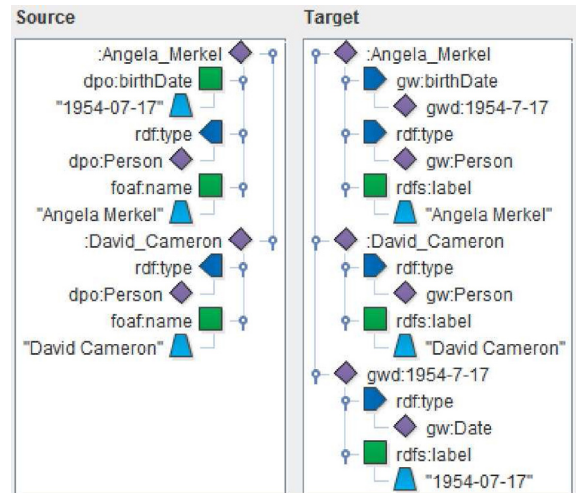 Source
:Angela_Merkel
dpo:birthDate
"1954-07-17"
rdf:type
dpo:Person
foaf:name
"Angela Merkel"
:David_Cameron
rdf:type
dpo:Person
foaf:name
"David Cameron"
Target
:Angela_Merkel
gw:birthDate
gwd:1954-7-17
rdf:type
gw:Person
rdfs:label
"Angela Merkel"
:David_Cameron
rdf:type
gw:Person
rdfs:label
"David Cameron"
gwd:1954-7-17
rdf:type
gw:Date
rdfs:label
"1954-07-17"